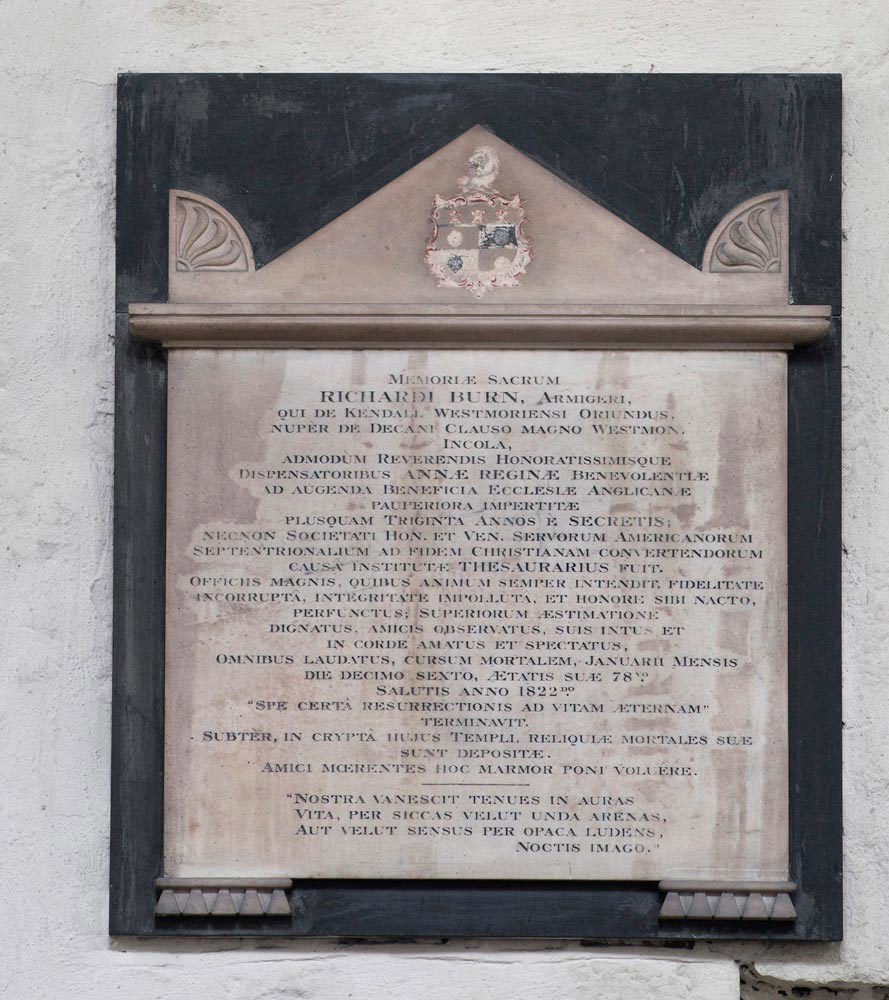 MEMORIÆ SACRUM
RICHARDI BURN, ARMIGERI,
QUI DE KENDALL WESTMORIENSI ORIUNDUS,
NUPER DE DECANI CLAUSO MAGNO WESTMON.
INCOLA,
ADMODUM REVERENDIS HONORATISSIMISQUE
DISPENSATORIBUS ANNÆ REGINÆ BENEVOLENTIÆ
AD AUGENDA BENEFICIA ECCLESIÆ ANGLICANÆ
PAUPERIORA IMPERTITÆ
PLUSQUAM TRIGINTA ANNOS È SECRETIS;
NECNON SOCIETATI HON. ET VEN. SERVORUM AMERICANORUM
SEPTENTRIONALIUM AD FIDEM CHRISTIANAM CONVERTENDORUM
CAUSÂ INSTITUTÆ THESAURARIUS FUIT.
OFFICIIS MAGNIS, QUIBUS ANIMUM SEMPER INTENDIT, FIDELITATE
INCORRUPTÂ, INTEGRITATE IMPOLLUTA, ET HONORE SIBI NACTO,
PERFUNCTUS; SUPERIORUM ÆSTIMATIONE
DIGNATUS, AMICIS OBSERVATUS, SUIS INTUS ET
IN CORDE AMATUS ET SPECTATUS,
OMNIBUS LAUDATUS, CURSUM MORTALEM, JANUARII MENSIS
DIE DECIMO SEXTO, ÆTATIS SUÆ 78VO.
SALUTIS ANNO 1822DO.
"SPE CERTÂ RESURRECTIONIS AD VITAM ÆTERNAM"
TERMINAVIT.
SUBTER, IN CRYPTÂ HUJUS TEMPLI, RELIQUIÆ MORTALES SUÆ
SUNT DEPOSITÆ.
AMICI MŒRENTES HOC MARMOR PONI VOLUERE.
"NOSTRA VANESCIT TENUES IN AURAS
VITA, PER SICCAS VELUT UNDA ARENAS,
AUT VELUT SENSUS PER OPACA LUDENS,
NOCTIS IMAGO."